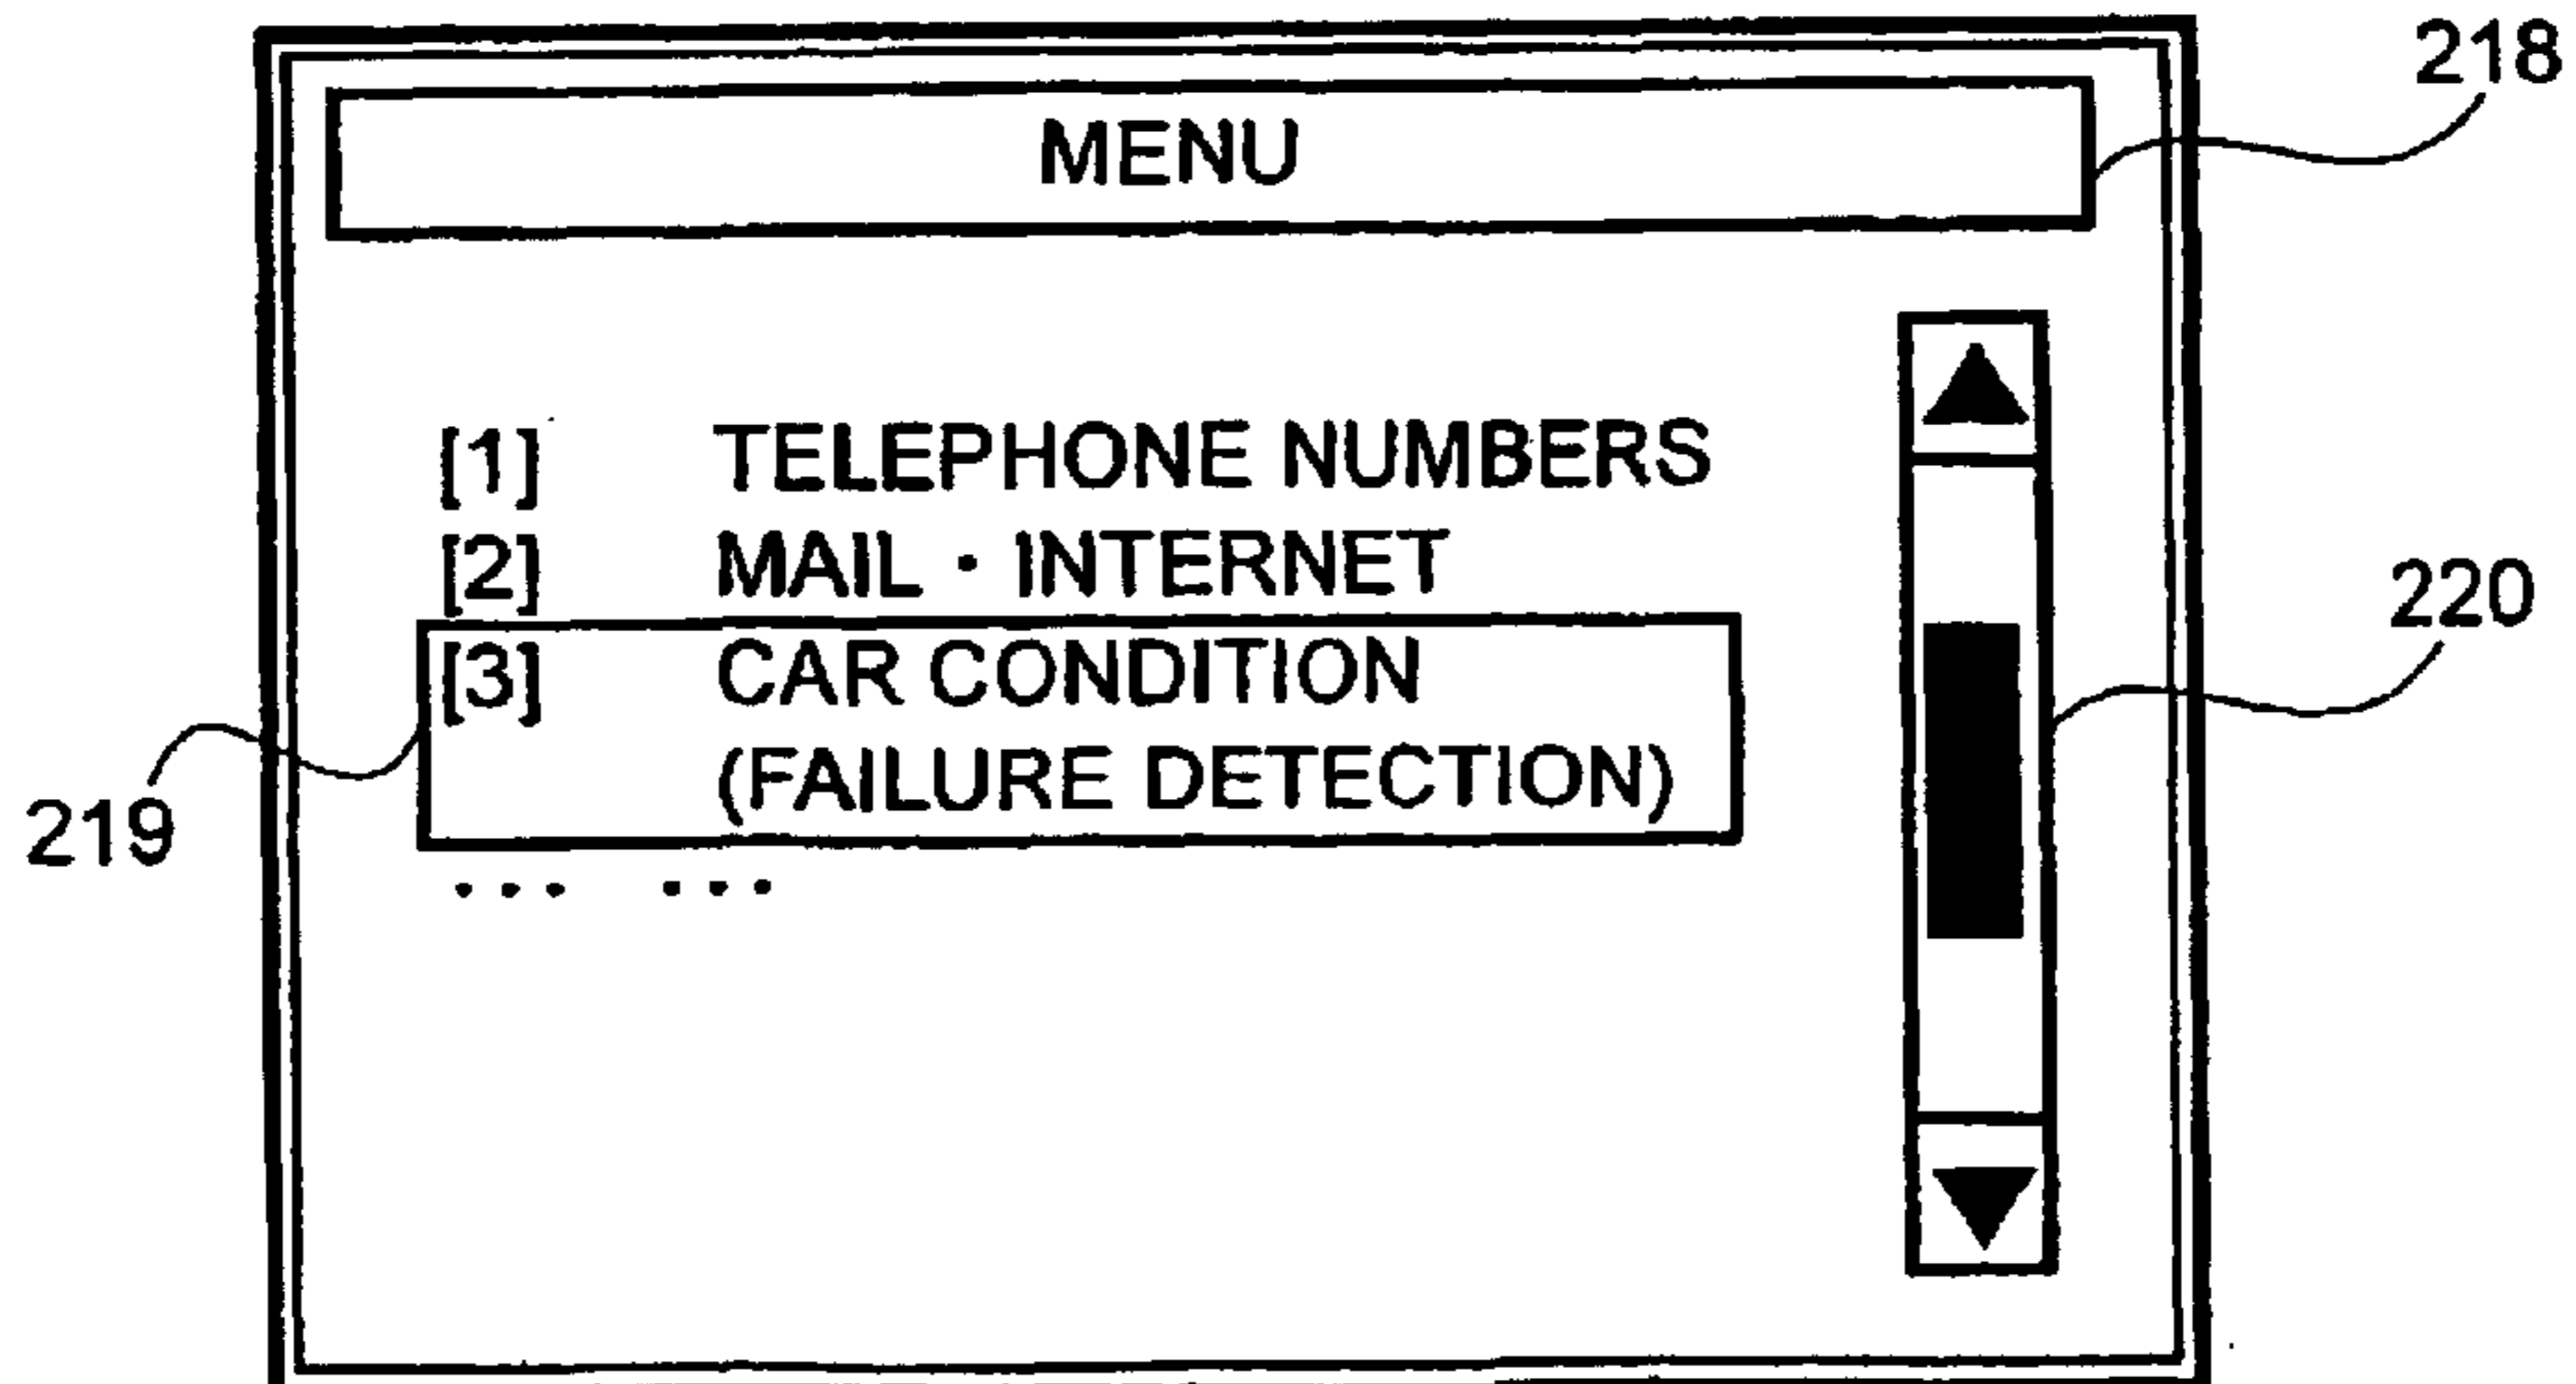 218
MENU
[1] TELEPHONE NUMBERS
[2] MAIL・INTERNET
220
[3] CAR CONDITION
(FAILURE DETECTION)
219
・・・ ・・・